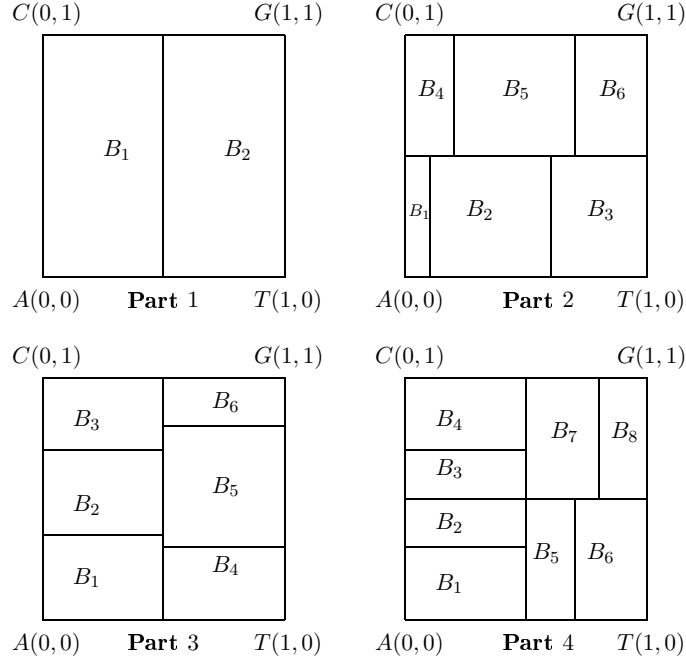 C(0,1) G(1,1) C(0,1) G(1,1)
B₄ B₅ B₆
B₁ B₂
B₁ B₂ B₃
A(0,0) Part 1 T(1,0) A(0,0) Part 2 T(1,0)
C(0,1) G(1,1) C(0,1) G(1,1)
B₆
B₃ B₄ B₇ B₈
B₃
B₅
B₂
B₂
B₄ B₅ B₆
B₁ B₁
A(0,0) Part 3 T(1,0) A(0,0) Part 4 T(1,0)